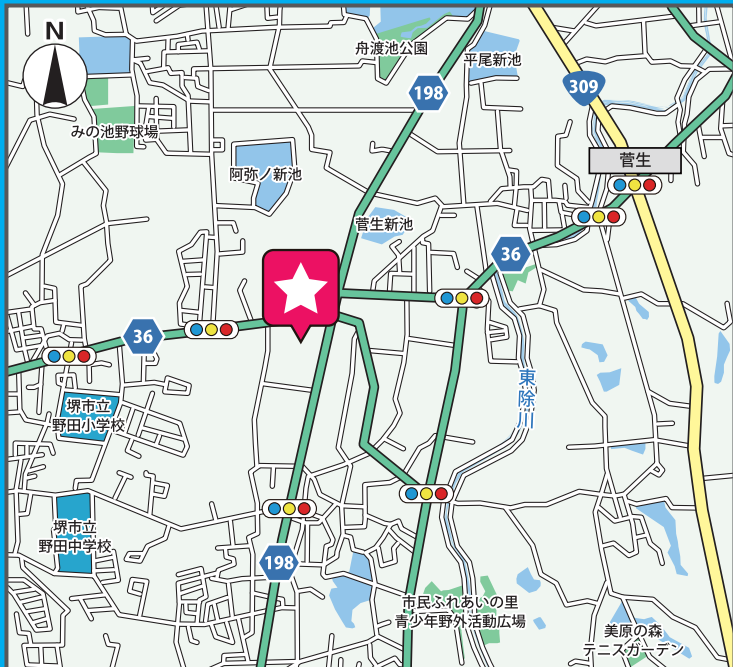 N
舟渡池公園
平尾新池
198
309
みの池野球場
菅生
阿弥ノ新池
菅生新池
36
36
堺市立
野田小学校
東除川
堺市立
野田中学校
198
市民ふれあいの里
青少年野外活動広場
美原の森
テニスガーデン